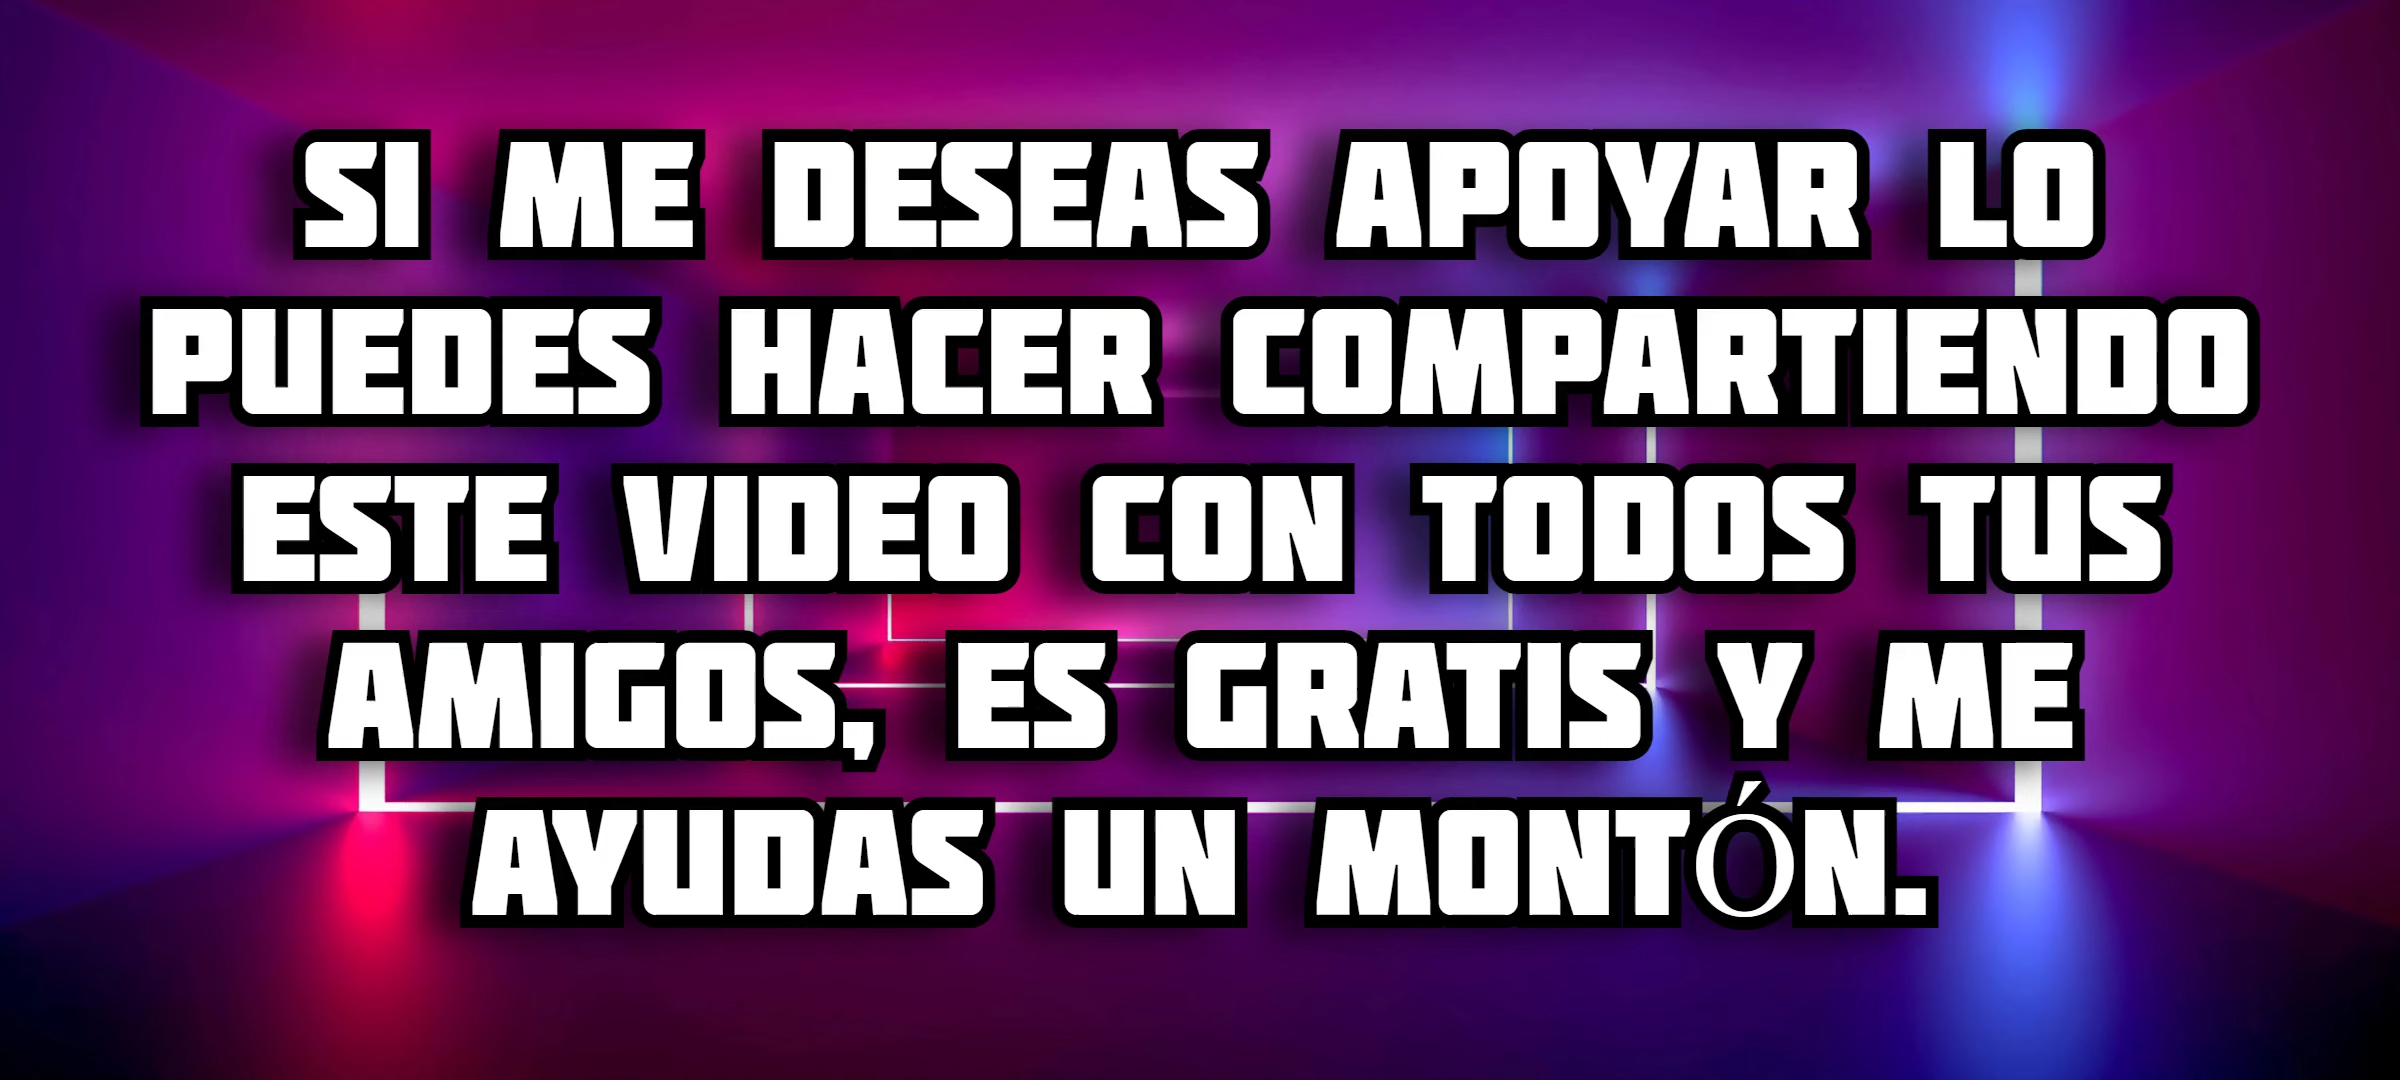 SI ME DESEAS APOYAR LO
PUEDES HACER COMPARTIENDO
ESTE VIDEO CON TODOS TUS
AMIGOS, ES GRATIS Y ME
AYUDAS UN MONTÓN.